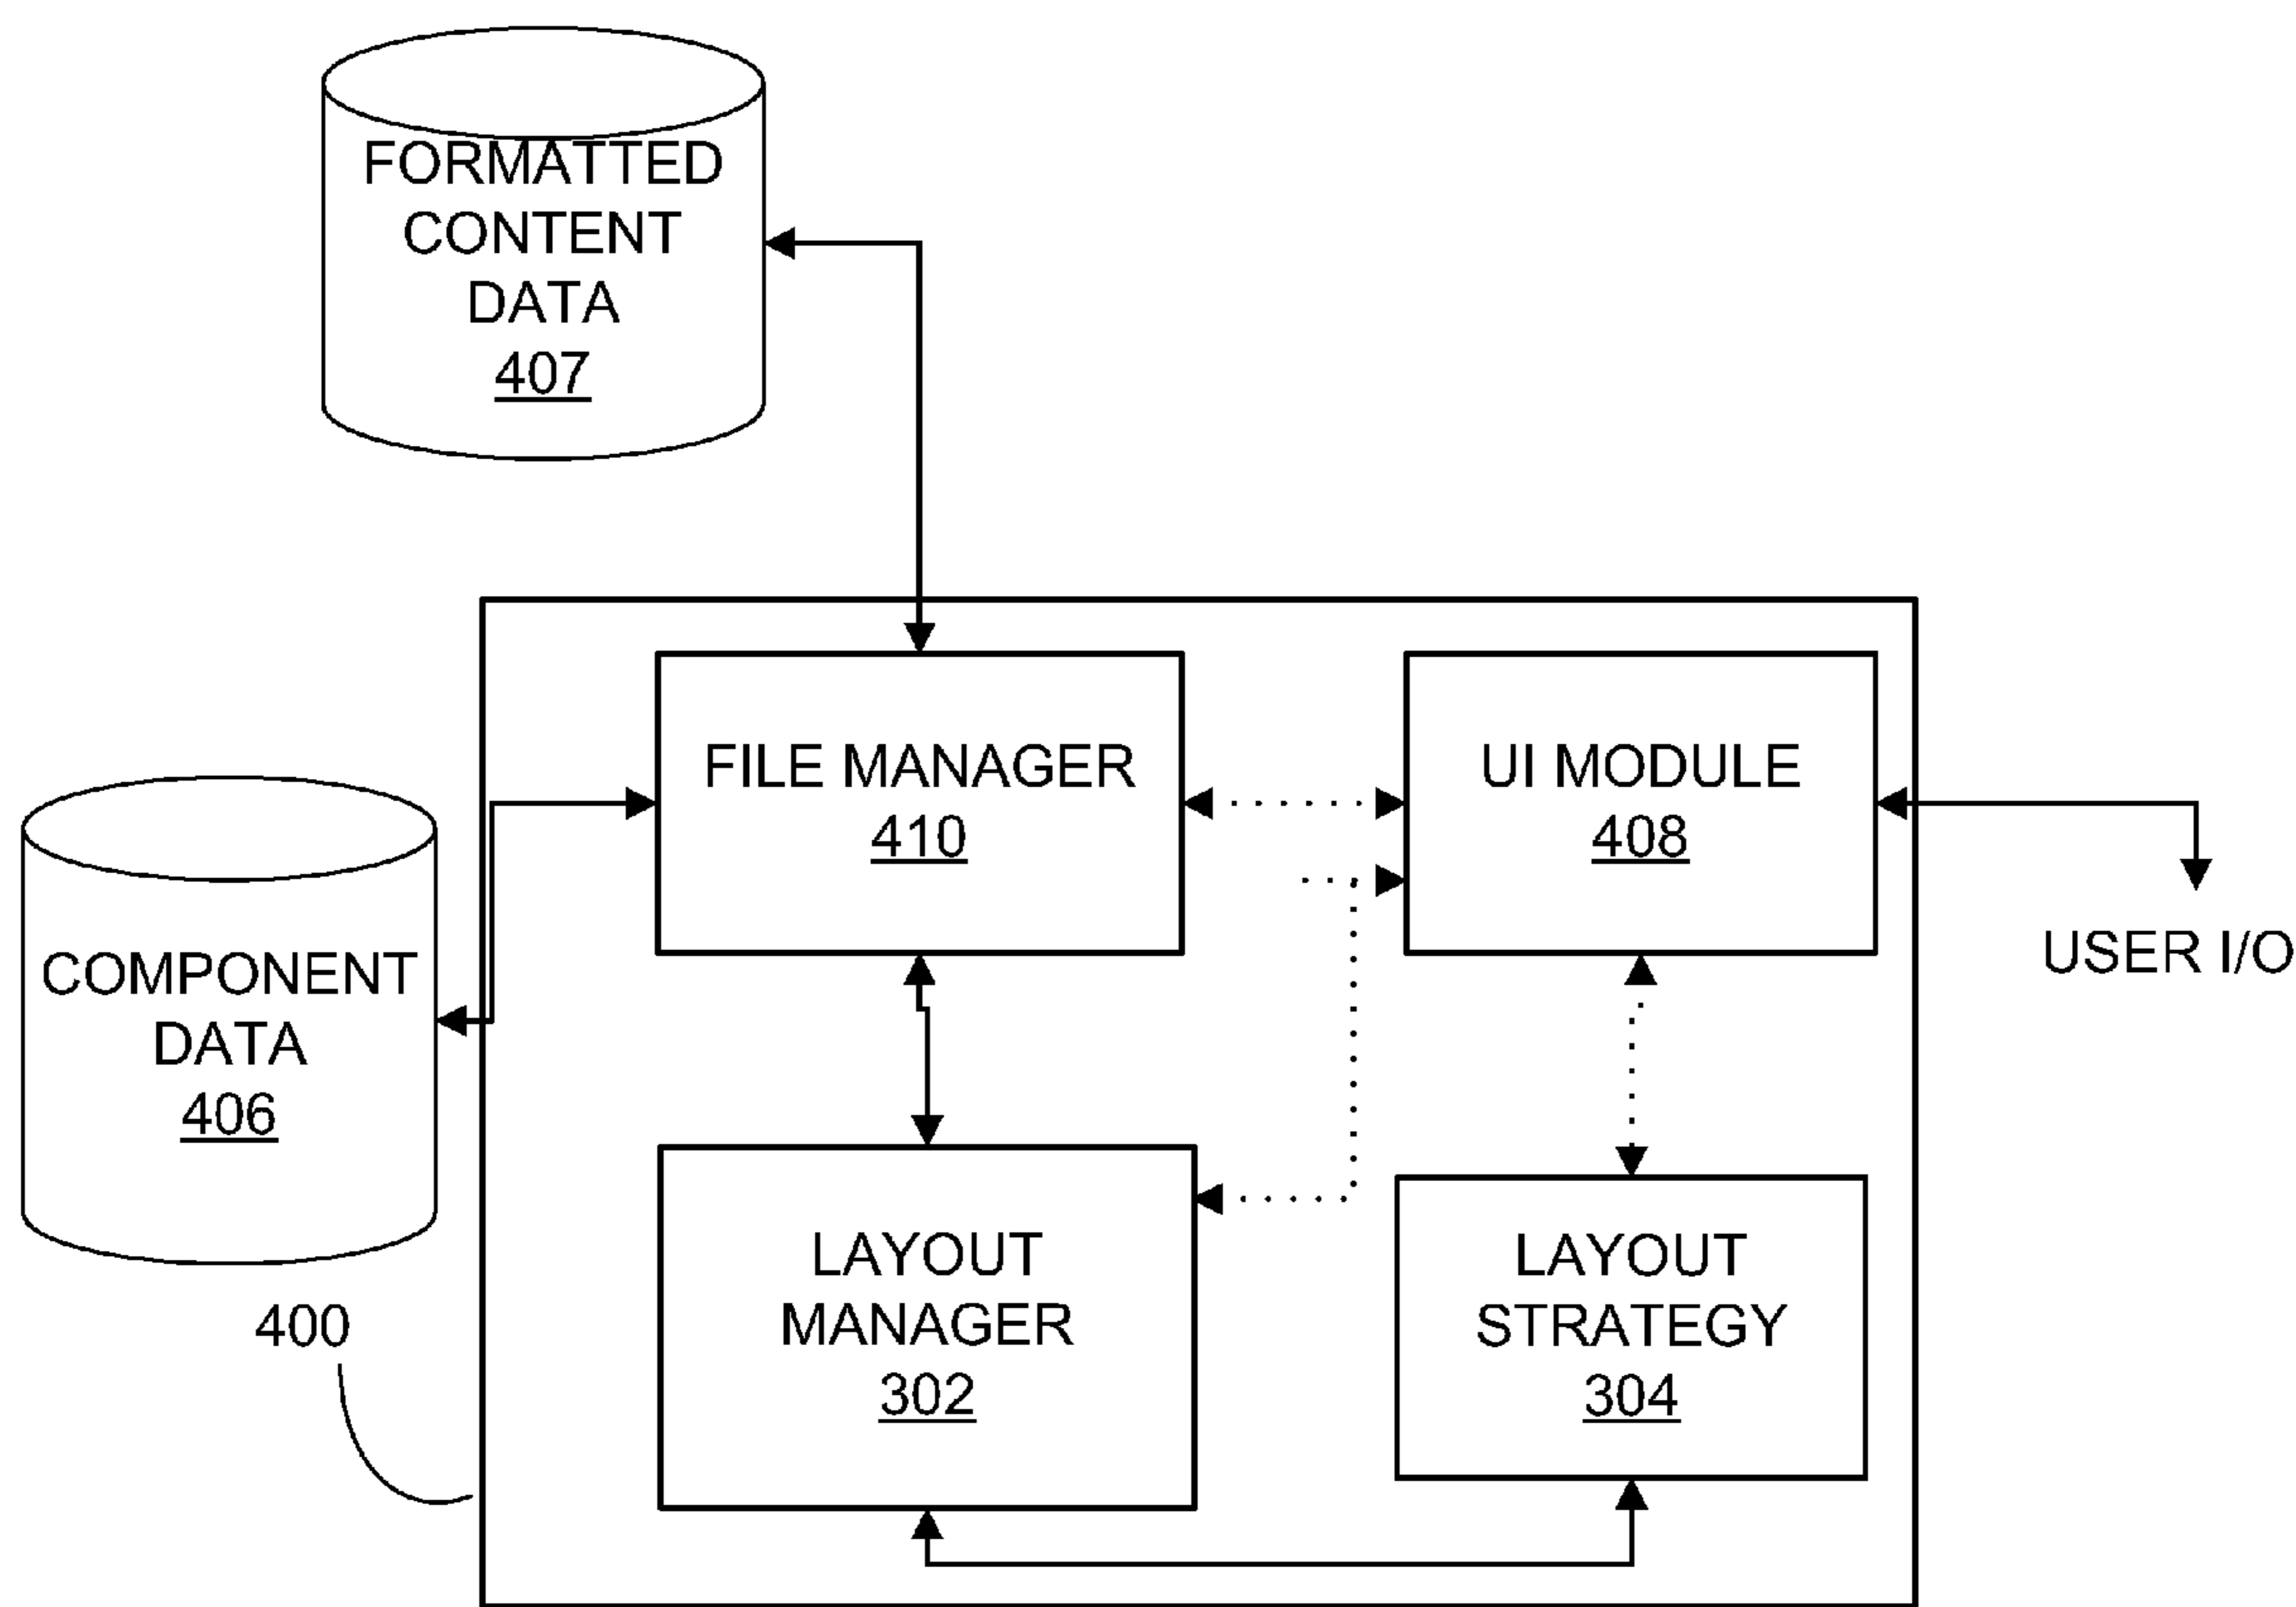 FORMATTED
CONTENT
DATA
407
FILE MANAGER
410
UI MODULE
408
USER I/O
COMPONENT
DATA
406
LAYOUT
MANAGER
302
LAYOUT
STRATEGY
304
400